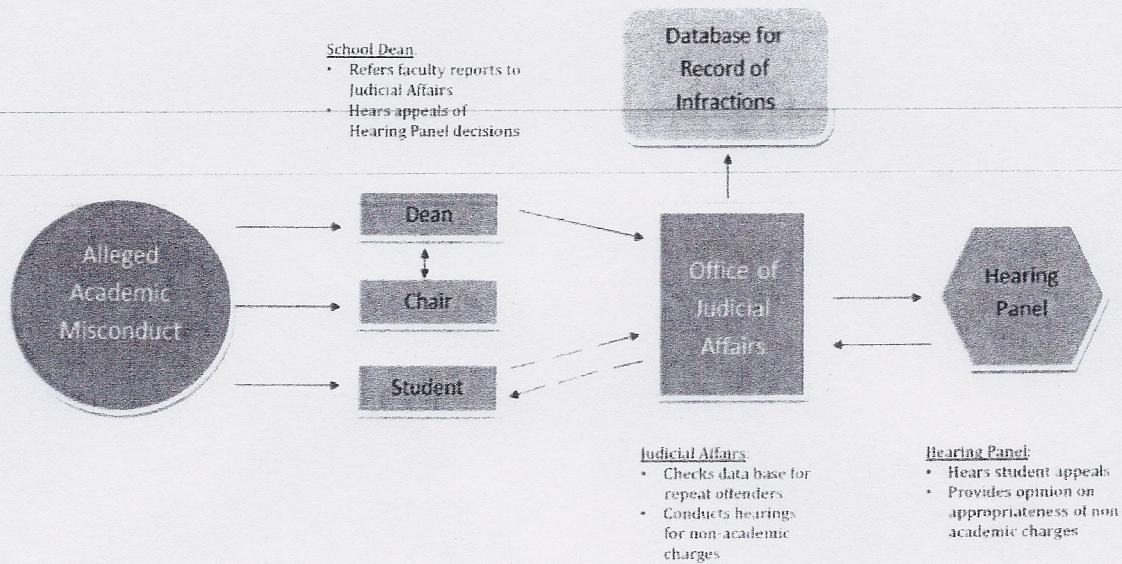 School Dean:
• Refers faculty reports to
Judicial Affairs
• Hears appeals of
Hearing Panel decisions
Database for
Record of
Infractions
Alleged
Academic
Misconduct
Dean
Chair
Student
Office of
Judicial
Affairs
Hearing
Panel
Judicial Affairs:
• Checks data base for
repeat offenders
• Conducts hearings
for non-academic
charges
Hearing Panel:
• Hears student appeals
• Provides opinion on
appropriateness of non
academic charges